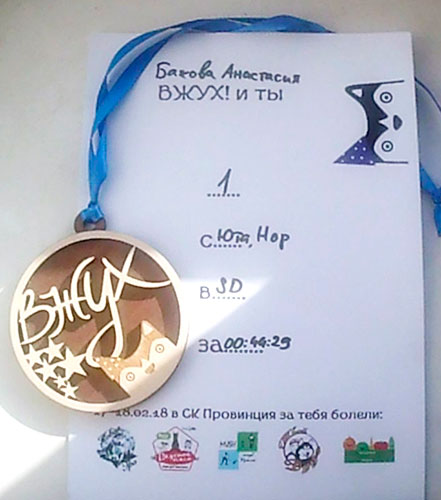 Бахова Анастасия
ВЖУХ! и ты
1
с Юта, Нор
в SD
за 00:44:29
ВЖУХ
18.02.18 в СК Провинция за тебя болели: